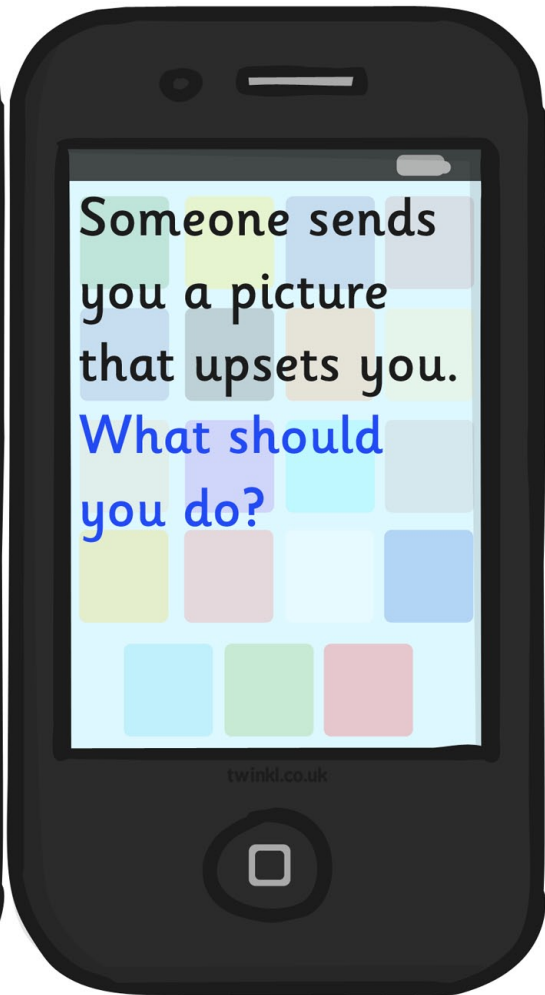 Someone sends
you a picture
that upsets you.
What should
you do?
twinkl.co.uk